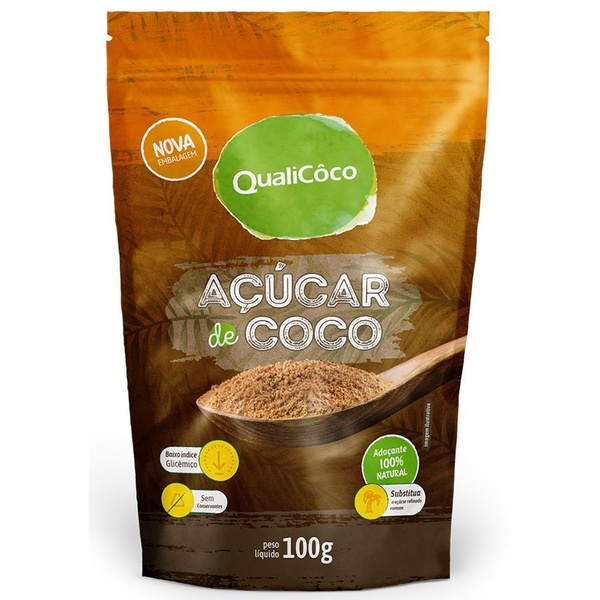 NOVA
EMBALAGEM
QualiCôco
AÇÚCAR
de COCO
Baixo índice
Glicêmico
Sem
Conservantes
Adoçante
100%
NATURAL
Substitua
o açúcar refinado
comum
imagem ilustrativa
peso
líquido 100g